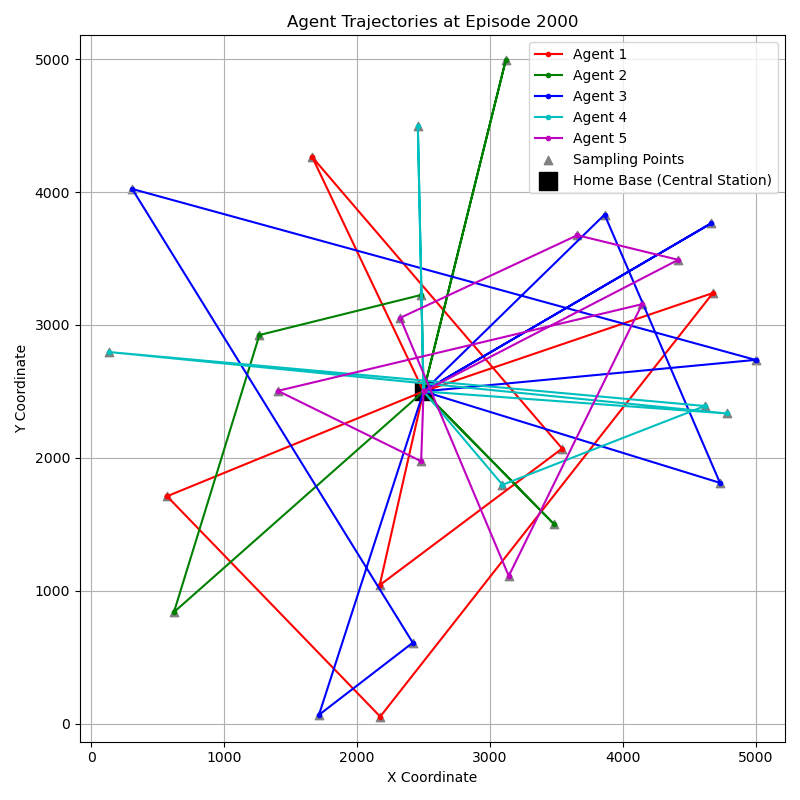 Agent Trajectories at Episode 2000
Agent 1
Agent 2
Agent 3
Agent 4
Agent 5
Sampling Points
Home Base (Central Station)
5000
4000
3000
2000
1000
0
Y Coordinate
0 1000 2000 3000 4000 5000
X Coordinate